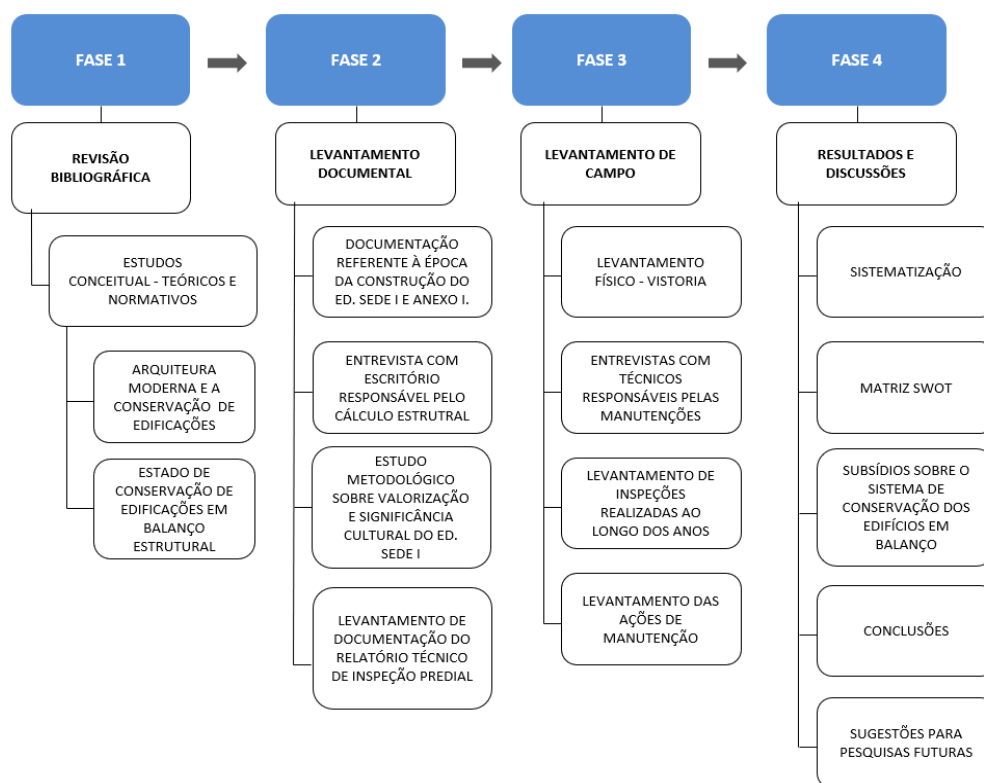 FASE 1
FASE 2
FASE 3
FASE 4
REVISÃO
BIBLIOGRÁFICA
ESTUDOS
CONCEITUAL - TEÓRICOS E
NORMATIVOS
ARQUITEURA
MODERNA E A
CONSERVAÇÃO DE
EDIFICAÇÕES
ESTADO DE
CONSERVAÇÃO DE
EDIFICAÇÕES EM
BALANÇO
ESTRUTURAL
LEVANTAMENTO
DOCUMENTAL
DOCUMENTAÇÃO
REFERENTE À ÉPOCA
DA CONSTRUÇÃO DO
ED. SEDE I E ANEXO I.
ENTREVISTA COM
ESCRITÓRIO
RESPONSÁVEL PELO
CÁLCULO ESTRUTRAL
ESTUDO
METODOLÓGICO
SOBRE VALORIZAÇÃO
E SIGNIFICÂNCIA
CULTURAL DO ED.
SEDE I
LEVANTAMENTO DE
DOCUMENTAÇÃO DO
RELATÓRIO TÉCNICO
DE INSPEÇÃO PREDIAL
LEVANTAMENTO DE
CAMPO
LEVANTAMENTO
FÍSICO - VISTORIA
ENTREVISTAS COM
TÉCNICOS
RESPONSÁVEIS PELAS
MANUTENÇÕES
LEVANTAMENTO DE
INSPEÇÕES
REALIZADAS AO
LONGO DOS ANOS
LEVANTAMENTO DAS
AÇÕES DE
MANUTENÇÃO
RESULTADOS E
DISCUSSÕES
SISTEMATIZAÇÃO
MATRIZ SWOT
SUBSÍDIOS SOBRE O
SISTEMA DE
CONSERVAÇÃO DOS
EDIFÍCIOS EM
BALANÇO
CONCLUSÕES
SUGESTÕES PARA
PESQUISAS FUTURAS